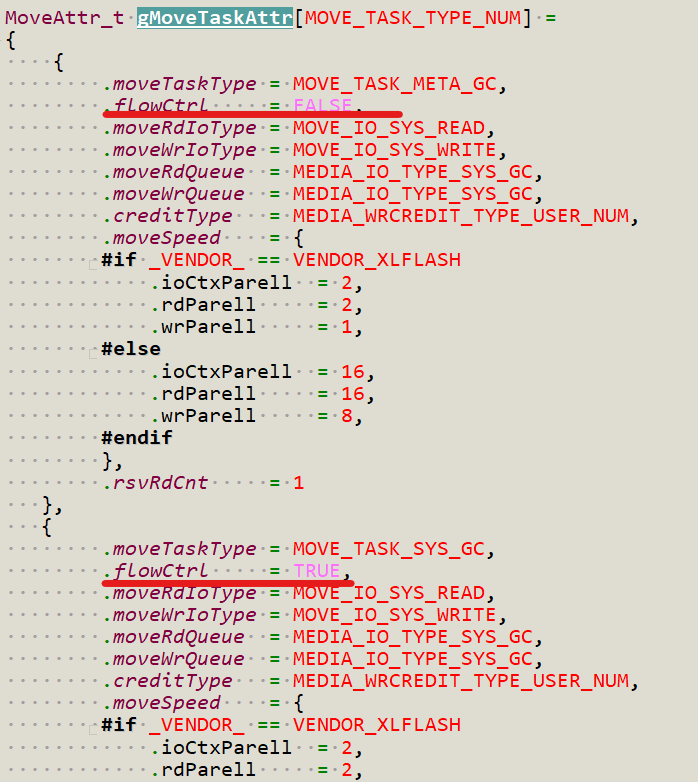 MoveAttr_t gMoveTaskAttr[MOVE_TASK_TYPE_NUM] =
{
{
.moveTaskType = MOVE_TASK_META_GC,
.flowCtrl = FALSE,
.moveRdIoType = MOVE_IO_SYS_READ,
.moveWrIoType = MOVE_IO_SYS_WRITE,
.moveRdQueue = MEDIA_IO_TYPE_SYS_GC,
.moveWrQueue = MEDIA_IO_TYPE_SYS_GC,
.creditType = MEDIA_WRCREDIT_TYPE_USER_NUM,
.moveSpeed = {
#if _VENDOR_ == VENDOR_XLFLASH
.ioCtxParell = 2,
.rdParell = 2,
.wrParell = 1,
#else
.ioCtxParell = 16,
.rdParell = 16,
.wrParell = 8,
#endif
},
.rsvRdCnt = 1
},
{
.moveTaskType = MOVE_TASK_SYS_GC,
.flowCtrl = TRUE,
.moveRdIoType = MOVE_IO_SYS_READ,
.moveWrIoType = MOVE_IO_SYS_WRITE,
.moveRdQueue = MEDIA_IO_TYPE_SYS_GC,
.moveWrQueue = MEDIA_IO_TYPE_SYS_GC,
.creditType = MEDIA_WRCREDIT_TYPE_USER_NUM,
.moveSpeed = {
#if _VENDOR_ == VENDOR_XLFLASH
.ioCtxParell = 2,
.rdParell = 2,